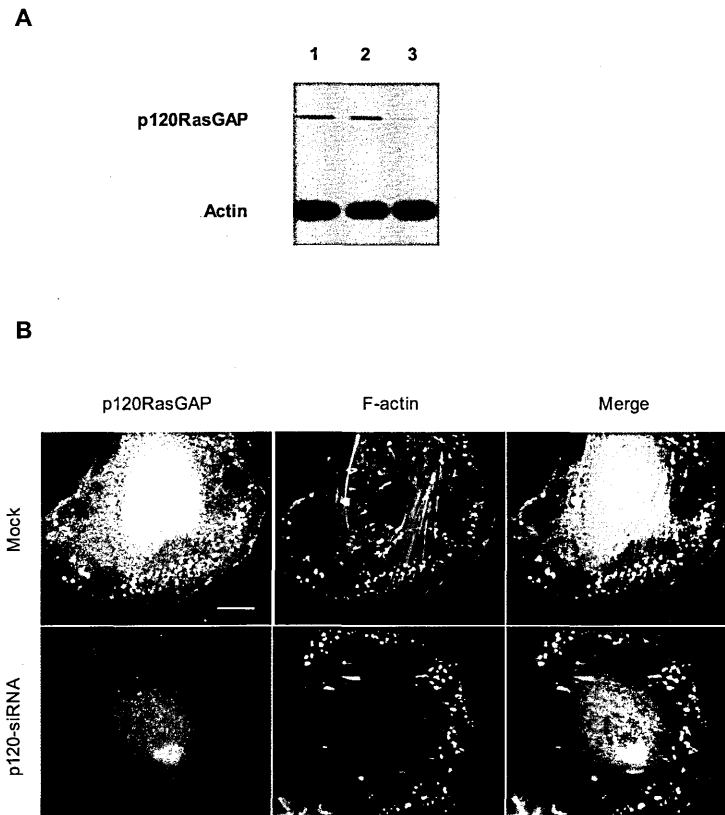 A
1 2 3
p120RasGAP
Actin
B
p120RasGAP F-actin Merge
Mock
p120-siRNA